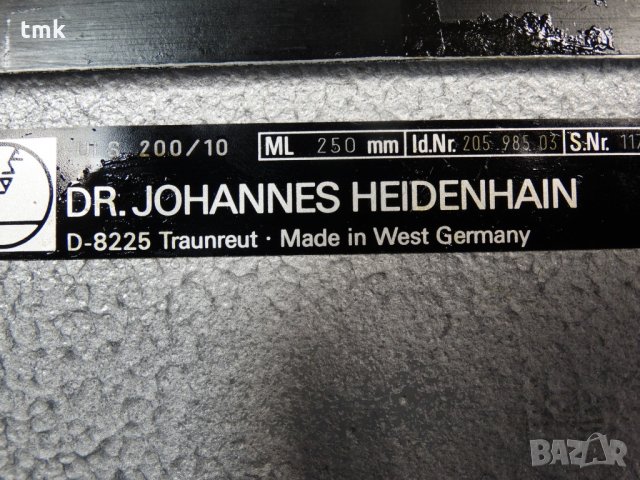 tmk
S 200/10 ML 250 mm Id.Nr. 205 985 03 S.Nr. 117
DR. JOHANNES HEIDENHAIN
D-8225 Traunreut · Made in West Germany
BAZAR